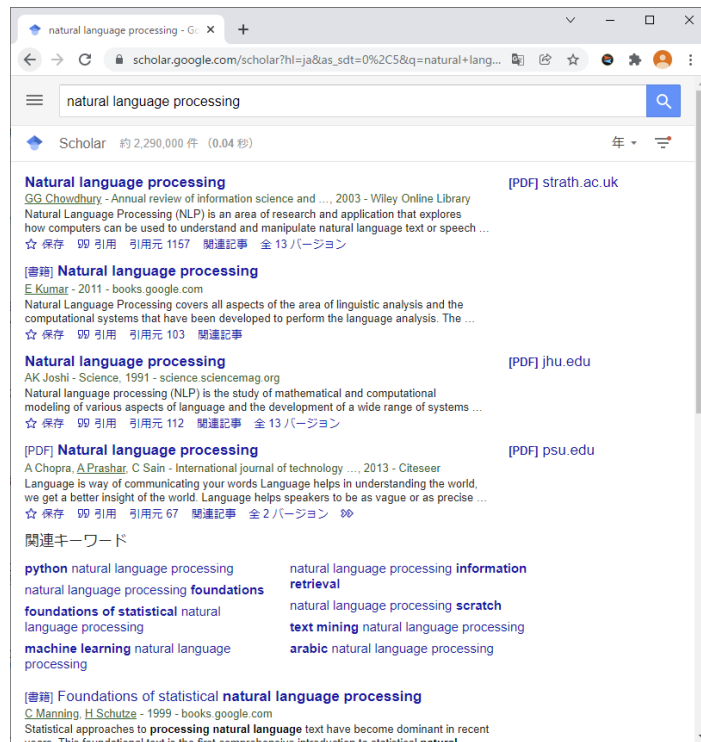 natural language processing - Go
scholar.google.com/scholar?hl=ja&as_sdt=0%2C5&q=natural+lang...
natural language processing
Scholar 約 2,290,000 件 (0.04 秒) 年
Natural language processing [PDF] strath.ac.uk
GG Chowdhury - Annual review of information science and …, 2003 - Wiley Online Library
Natural Language Processing (NLP) is an area of research and application that explores
how computers can be used to understand and manipulate natural language text or speech …
保存 引用 引用元 1157 関連記事 全 13 バージョン
[書籍] Natural language processing
E Kumar - 2011 - books.google.com
Natural Language Processing covers all aspects of the area of linguistic analysis and the
computational systems that have been developed to perform the language analysis. The …
保存 引用 引用元 103 関連記事
Natural language processing [PDF] jhu.edu
AK Joshi - Science, 1991 - science.sciencemag.org
Natural language processing (NLP) is the study of mathematical and computational
modeling of various aspects of language and the development of a wide range of systems …
保存 引用 引用元 112 関連記事 全 13 バージョン
[PDF] Natural language processing [PDF] psu.edu
A Chopra, A Prashar, C Sain - International journal of technology …, 2013 - Citeseer
Language is way of communicating your words Language helps in understanding the world,
we get a better insight of the world. Language helps speakers to be as vague or as precise …
保存 引用 引用元 67 関連記事 全 2 バージョン
関連キーワード
python natural language processing
natural language processing foundations
foundations of statistical natural
language processing
machine learning natural language
processing
natural language processing information
retrieval
natural language processing scratch
text mining natural language processing
arabic natural language processing
[書籍] Foundations of statistical natural language processing
C Manning, H Schutze - 1999 - books.google.com
Statistical approaches to processing natural language text have become dominant in recent
years. This foundational text is the first comprehensive introduction to statistical natural